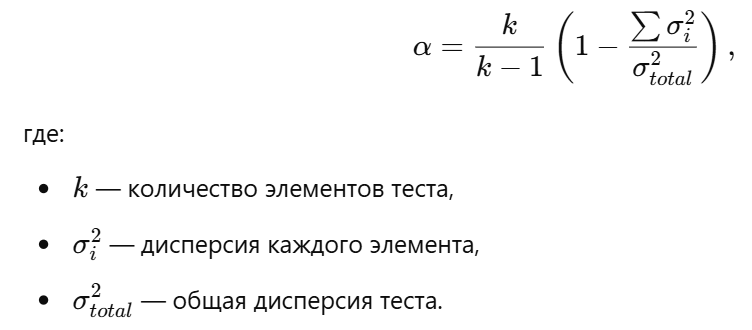 α = k / (k − 1) (1 − ∑ σ_i^2 / σ_total^2) ,
где:
• k — количество элементов теста,
• σ_i^2 — дисперсия каждого элемента,
• σ_total^2 — общая дисперсия теста.